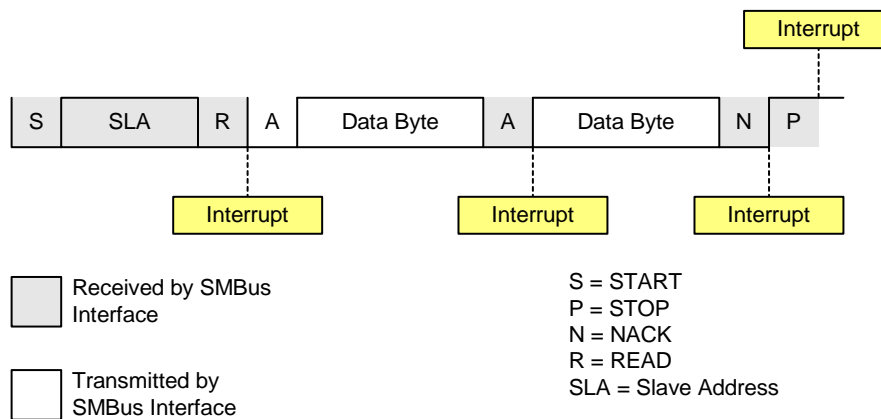 Interrupt
S SLA R A Data Byte A Data Byte N P
Interrupt Interrupt Interrupt
Received by SMBus
Interface
Transmitted by
SMBus Interface
S = START
P = STOP
N = NACK
R = READ
SLA = Slave Address